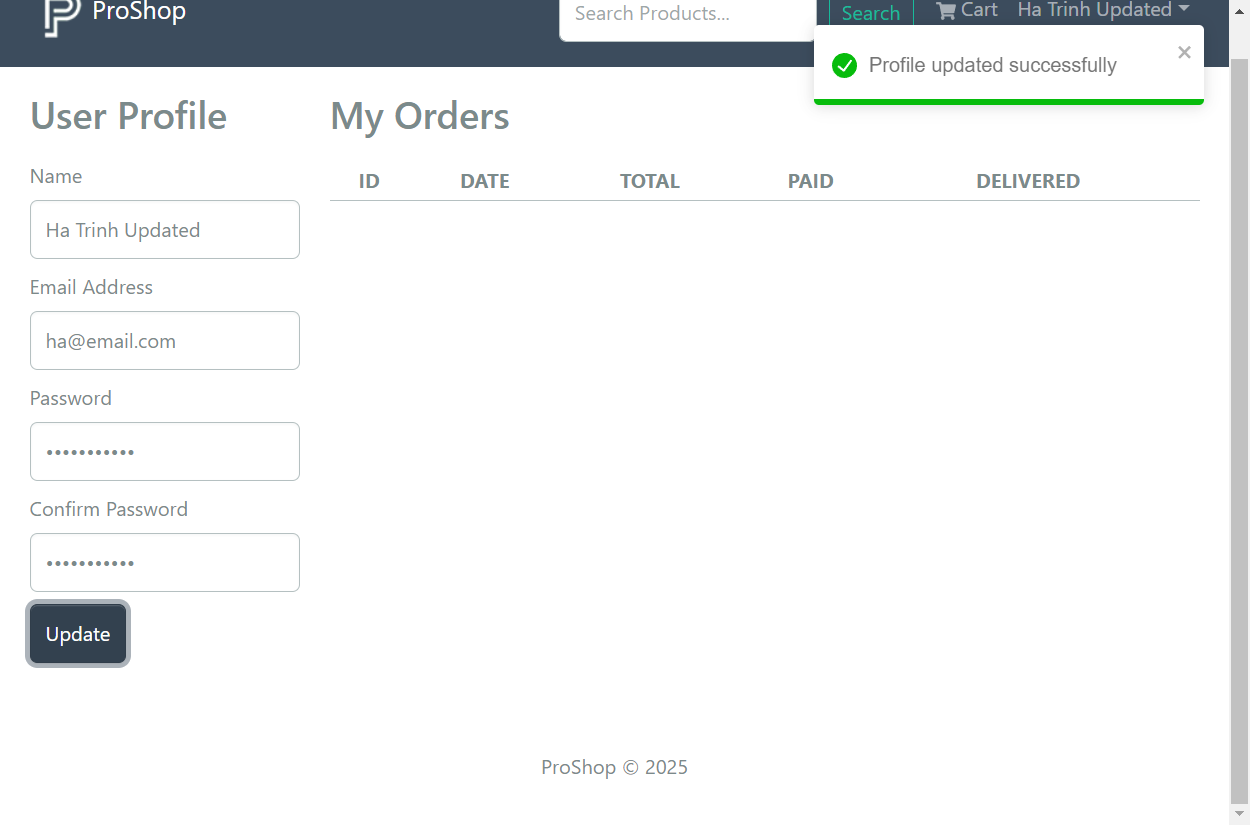 ProShop
Search Products...
Search
Cart
Ha Trinh Updated
Profile updated successfully
User Profile
Name
Ha Trinh Updated
Email Address
ha@email.com
Password
•••••••••••
Confirm Password
•••••••••••
Update
My Orders
ID DATE TOTAL PAID DELIVERED
ProShop © 2025